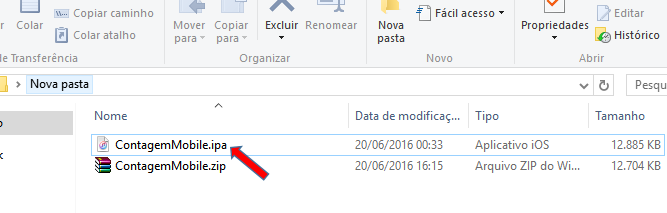 Colar
Copiar caminho
Colar atalho
Mover para
Copiar para
Excluir
Renomear
Nova pasta
Fácil acesso
Propriedades
Editar
Histórico
de Transferência
Organizar
Novo
Abrir
Nova pasta
Pesqu
Nome
Data de modificaç...
Tipo
Tamanho
ContagemMobile.ipa
20/06/2016 00:33
Aplicativo iOS
12.885 KB
ContagemMobile.zip
20/06/2016 16:15
Arquivo ZIP do Wi...
12.704 KB